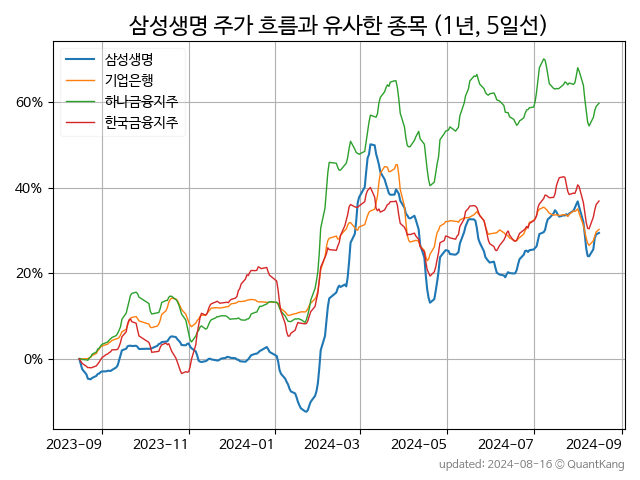 삼성생명 주가 흐름과 유사한 종목 (1년, 5일선)
삼성생명
기업은행
하나금융지주
한국금융지주
60%
40%
20%
0%
2023-09 2023-11 2024-01 2024-03 2024-05 2024-07 2024-09
updated: 2024-08-16 © QuantKang